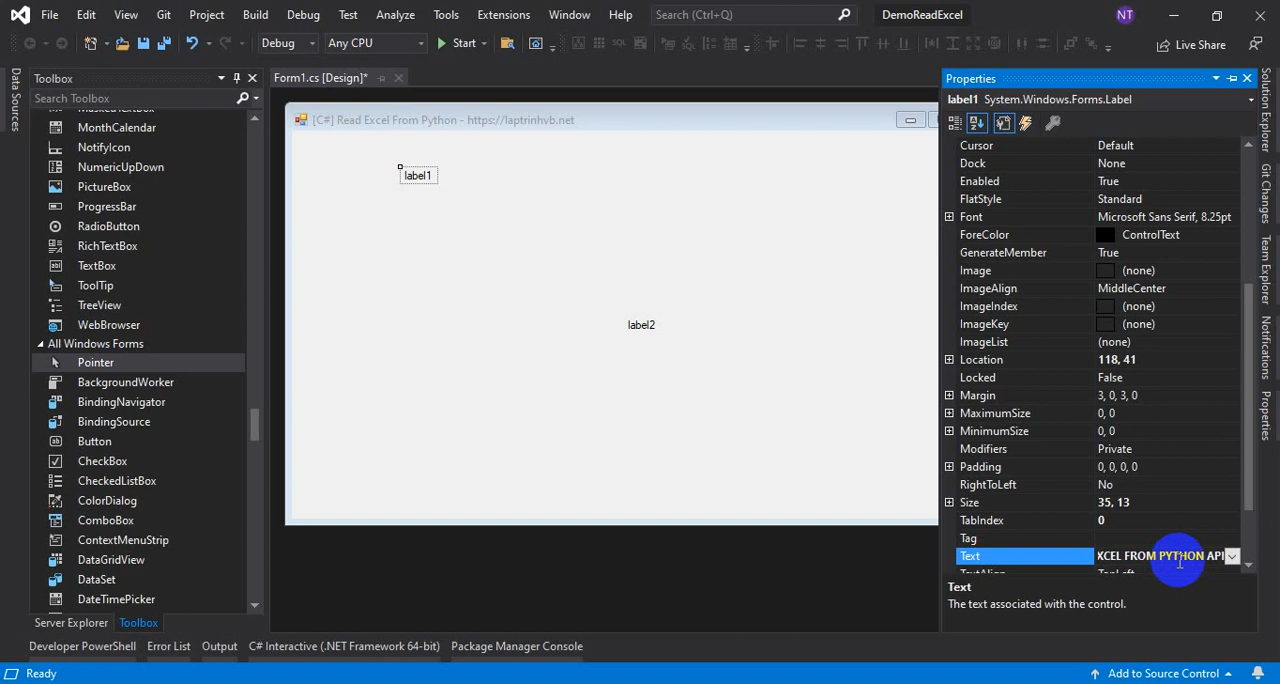 File Edit View Git Project Build Debug Test Analyze Tools Extensions Window Help Search (Ctrl+Q) DemoReadExcel NT
Debug Any CPU Start Live Share
Data Sources
Toolbox
Search Toolbox
MonthCalendar
NotifyIcon
NumericUpDown
PictureBox
ProgressBar
RadioButton
RichTextBox
TextBox
ToolTip
TreeView
WebBrowser
All Windows Forms
Pointer
BackgroundWorker
BindingNavigator
BindingSource
Button
CheckBox
CheckedListBox
ColorDialog
ComboBox
ContextMenuStrip
DataGridView
DataSet
DateTimePicker
Server Explorer Toolbox
Form1.cs [Design]*
[C#] Read Excel From Python - https://laptrinhvb.net
label1
label2
Properties
label1 System.Windows.Forms.Label
Cursor Default
Dock None
Enabled True
FlatStyle Standard
Font Microsoft Sans Serif, 8.25pt
ForeColor ControlText
GenerateMember True
Image (none)
ImageAlign MiddleCenter
ImageIndex (none)
ImageKey (none)
ImageList (none)
Location 118, 41
Locked False
Margin 3, 0, 3, 0
MaximumSize 0, 0
MinimumSize 0, 0
Modifiers Private
Padding 0, 0, 0, 0
RightToLeft No
Size 35, 13
TabIndex 0
Tag
Text XCEL FROM PYTHON API
Text
The text associated with the control.
Solution Explorer
Git Changes
Team Explorer
Notifications
Properties
Developer PowerShell Error List Output C# Interactive (.NET Framework 64-bit) Package Manager Console
Ready Add to Source Control